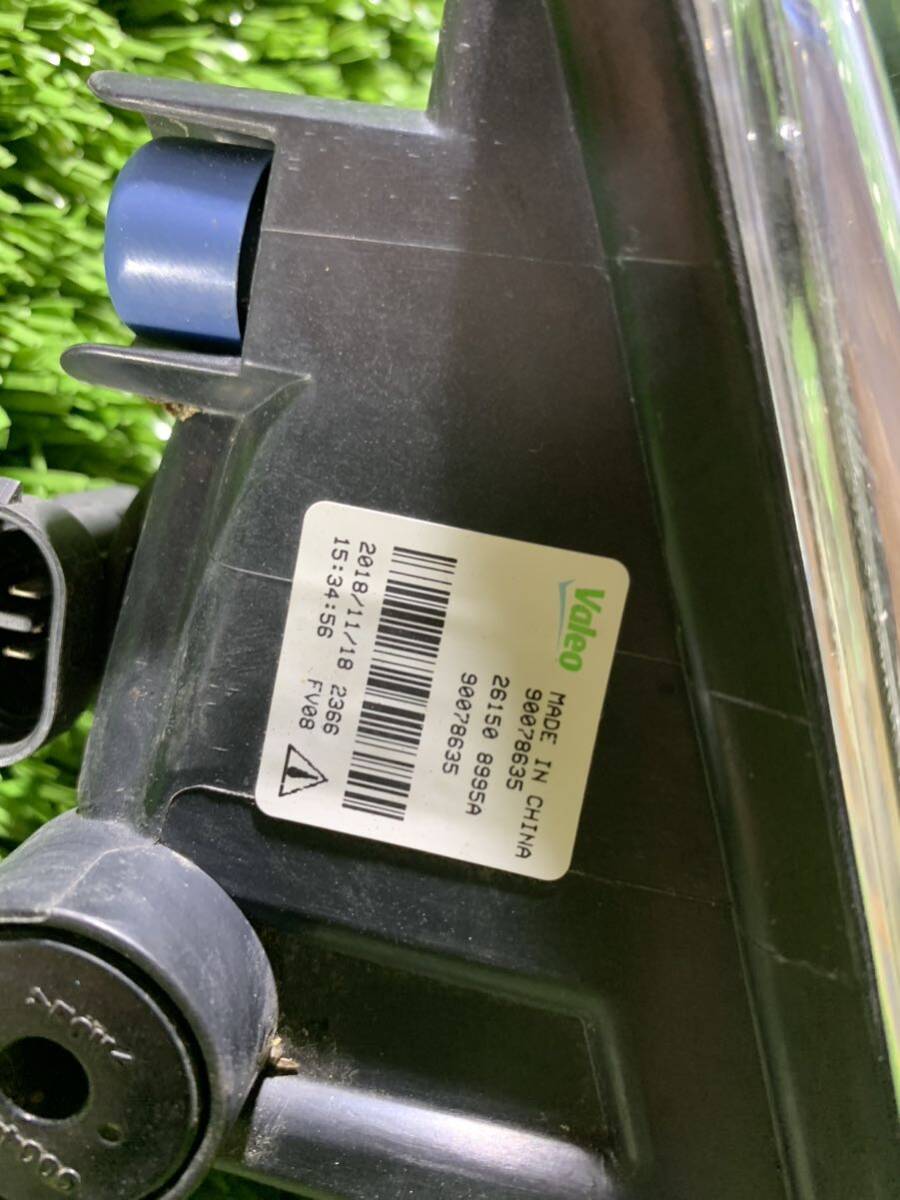 Valeo
MADE IN CHINA
90078635
26150 8995A
90078635
2018/11/18 2366
15:34:56 FV08